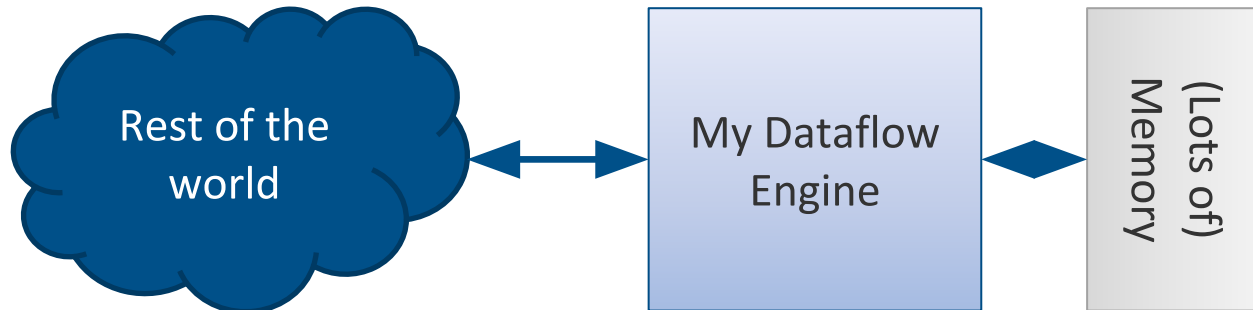 Rest of the
world
My Dataflow
Engine
(Lots of)
Memory